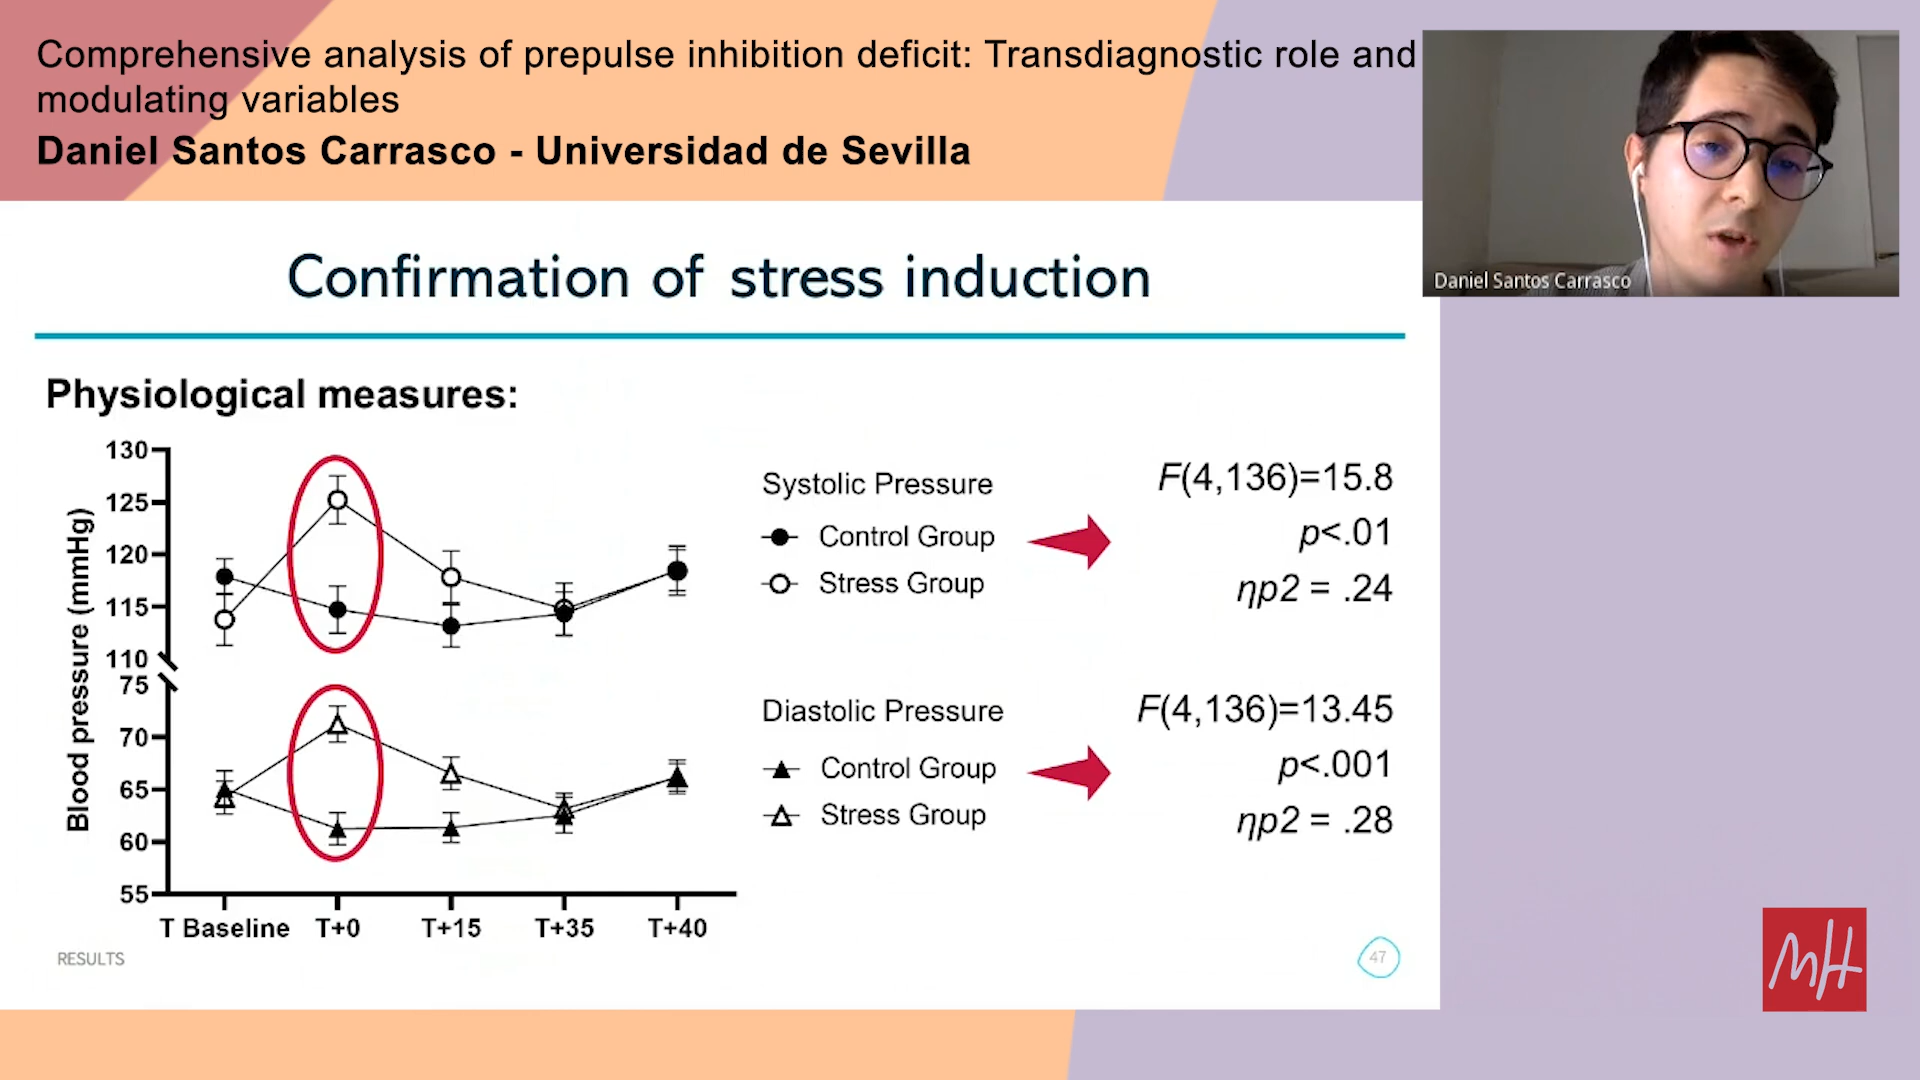 Comprehensive analysis of prepulse inhibition deficit: Transdiagnostic role and
modulating variables
Daniel Santos Carrasco - Universidad de Sevilla
Daniel Santos Carrasco
Confirmation of stress induction
Physiological measures:
Blood pressure (mmHg)
130
125
120
115
110
75
70
65
60
55
T Baseline T+0 T+15 T+35 T+40
Systolic Pressure
Control Group
Stress Group
F(4,136)=15.8
p<.01
ηp2 = .24
Diastolic Pressure
Control Group
Stress Group
F(4,136)=13.45
p<.001
ηp2 = .28
RESULTS
47
MH